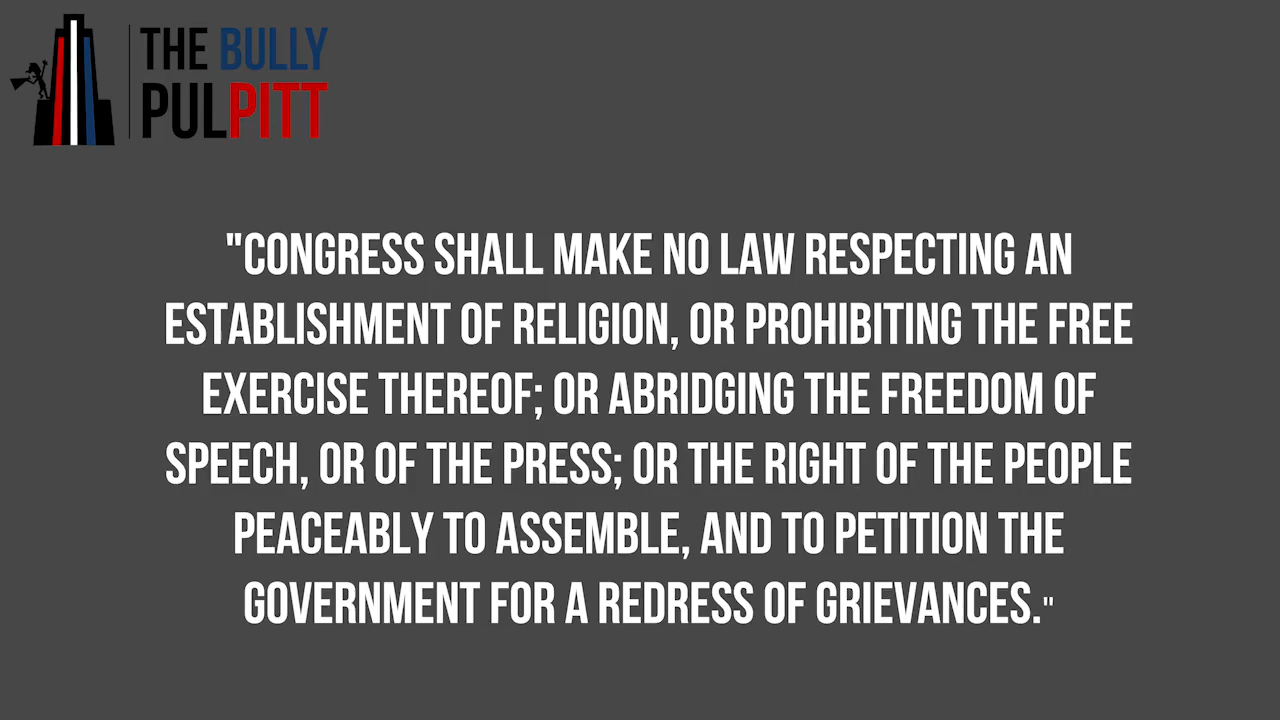 THE BULLY
PULPITT
"CONGRESS SHALL MAKE NO LAW RESPECTING AN
ESTABLISHMENT OF RELIGION, OR PROHIBITING THE FREE
EXERCISE THEREOF; OR ABRIDGING THE FREEDOM OF
SPEECH, OR OF THE PRESS; OR THE RIGHT OF THE PEOPLE
PEACEABLY TO ASSEMBLE, AND TO PETITION THE
GOVERNMENT FOR A REDRESS OF GRIEVANCES."